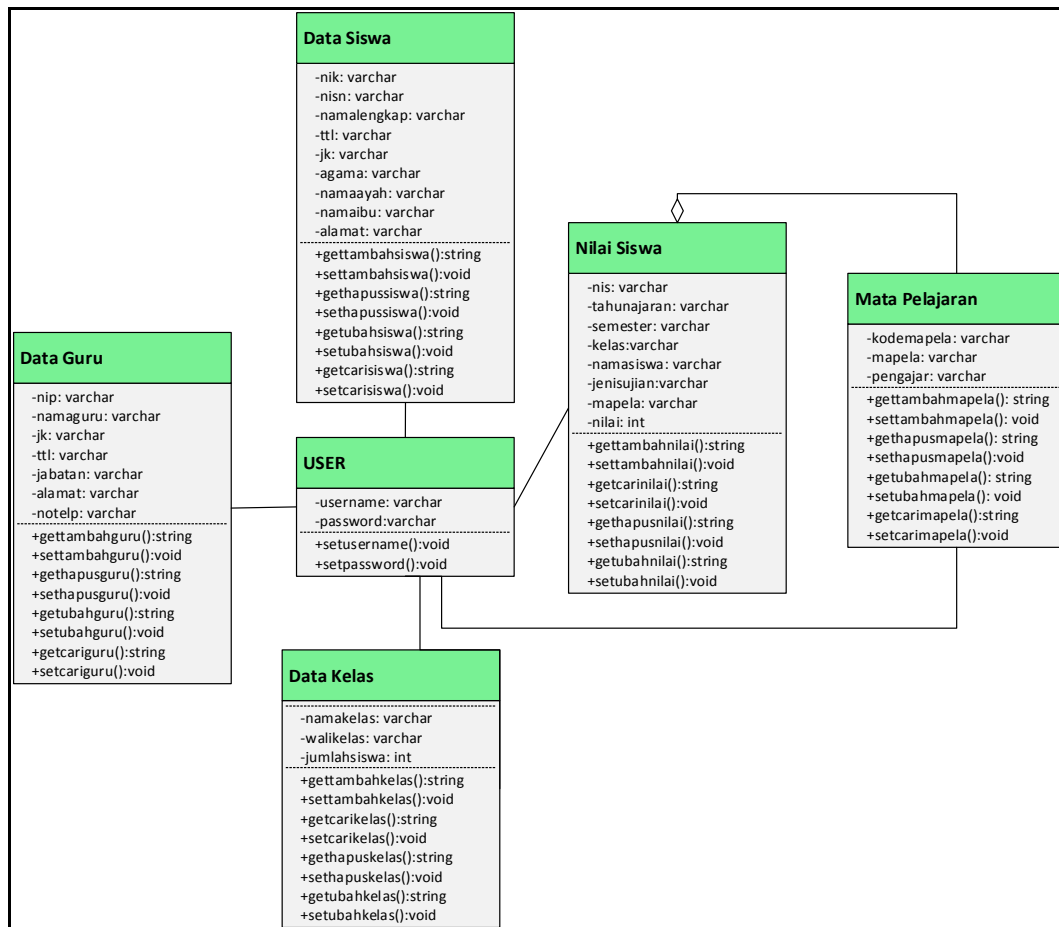 Data Siswa
-nik: varchar
-nisn: varchar
-namalengkap: varchar
-ttl: varchar
-jk: varchar
-agama: varchar
-namaayah: varchar
-namaibu: varchar
-alamat: varchar
+gettambahsiswa():string
+settambahsiswa():void
+gethapussiswa():string
+sethapussiswa():void
+getubahsiswa():string
+setubahsiswa():void
+getcarisiswa():string
+setcarisiswa():void
Nilai Siswa
-nis: varchar
-tahunajaran: varchar
-semester: varchar
-kelas:varchar
-namasiswa: varchar
-jenisujian:varchar
-mapela: varchar
-nilai: int
+gettambahnilai():string
+settambahnilai():void
+getcarinilai():string
+setcarinilai():void
+gethapusnilai():string
+sethapusnilai():void
+getubahnilai():string
+setubahnilai():void
Mata Pelajaran
-kodemapela: varchar
-mapela: varchar
-pengajar: varchar
+gettambahmapela(): string
+settambahmapela(): void
+gethapusmapela(): string
+sethapusmapela():void
+getubahmapela(): string
+setubahmapela(): void
+getcarimapela():string
+setcarimapela():void
Data Guru
-nip: varchar
-namaguru: varchar
-jk: varchar
-ttl: varchar
-jabatan: varchar
-alamat: varchar
-notelp: varchar
+gettambahguru():string
+settambahguru():void
+gethapusguru():string
+sethapusguru():void
+getubahguru():string
+setubahguru():void
+getcariguru():string
+setcariguru():void
USER
-username: varchar
-password:varchar
+setusername():void
+setpassword():void
Data Kelas
-namakelas: varchar
-walikelas: varchar
-jumlahsiswa: int
+gettambahkelas():string
+settambahkelas():void
+getcarikelas():string
+setcarikelas():void
+gethapuskelas():string
+sethapuskelas():void
+getubahkelas():string
+setubahkelas():void